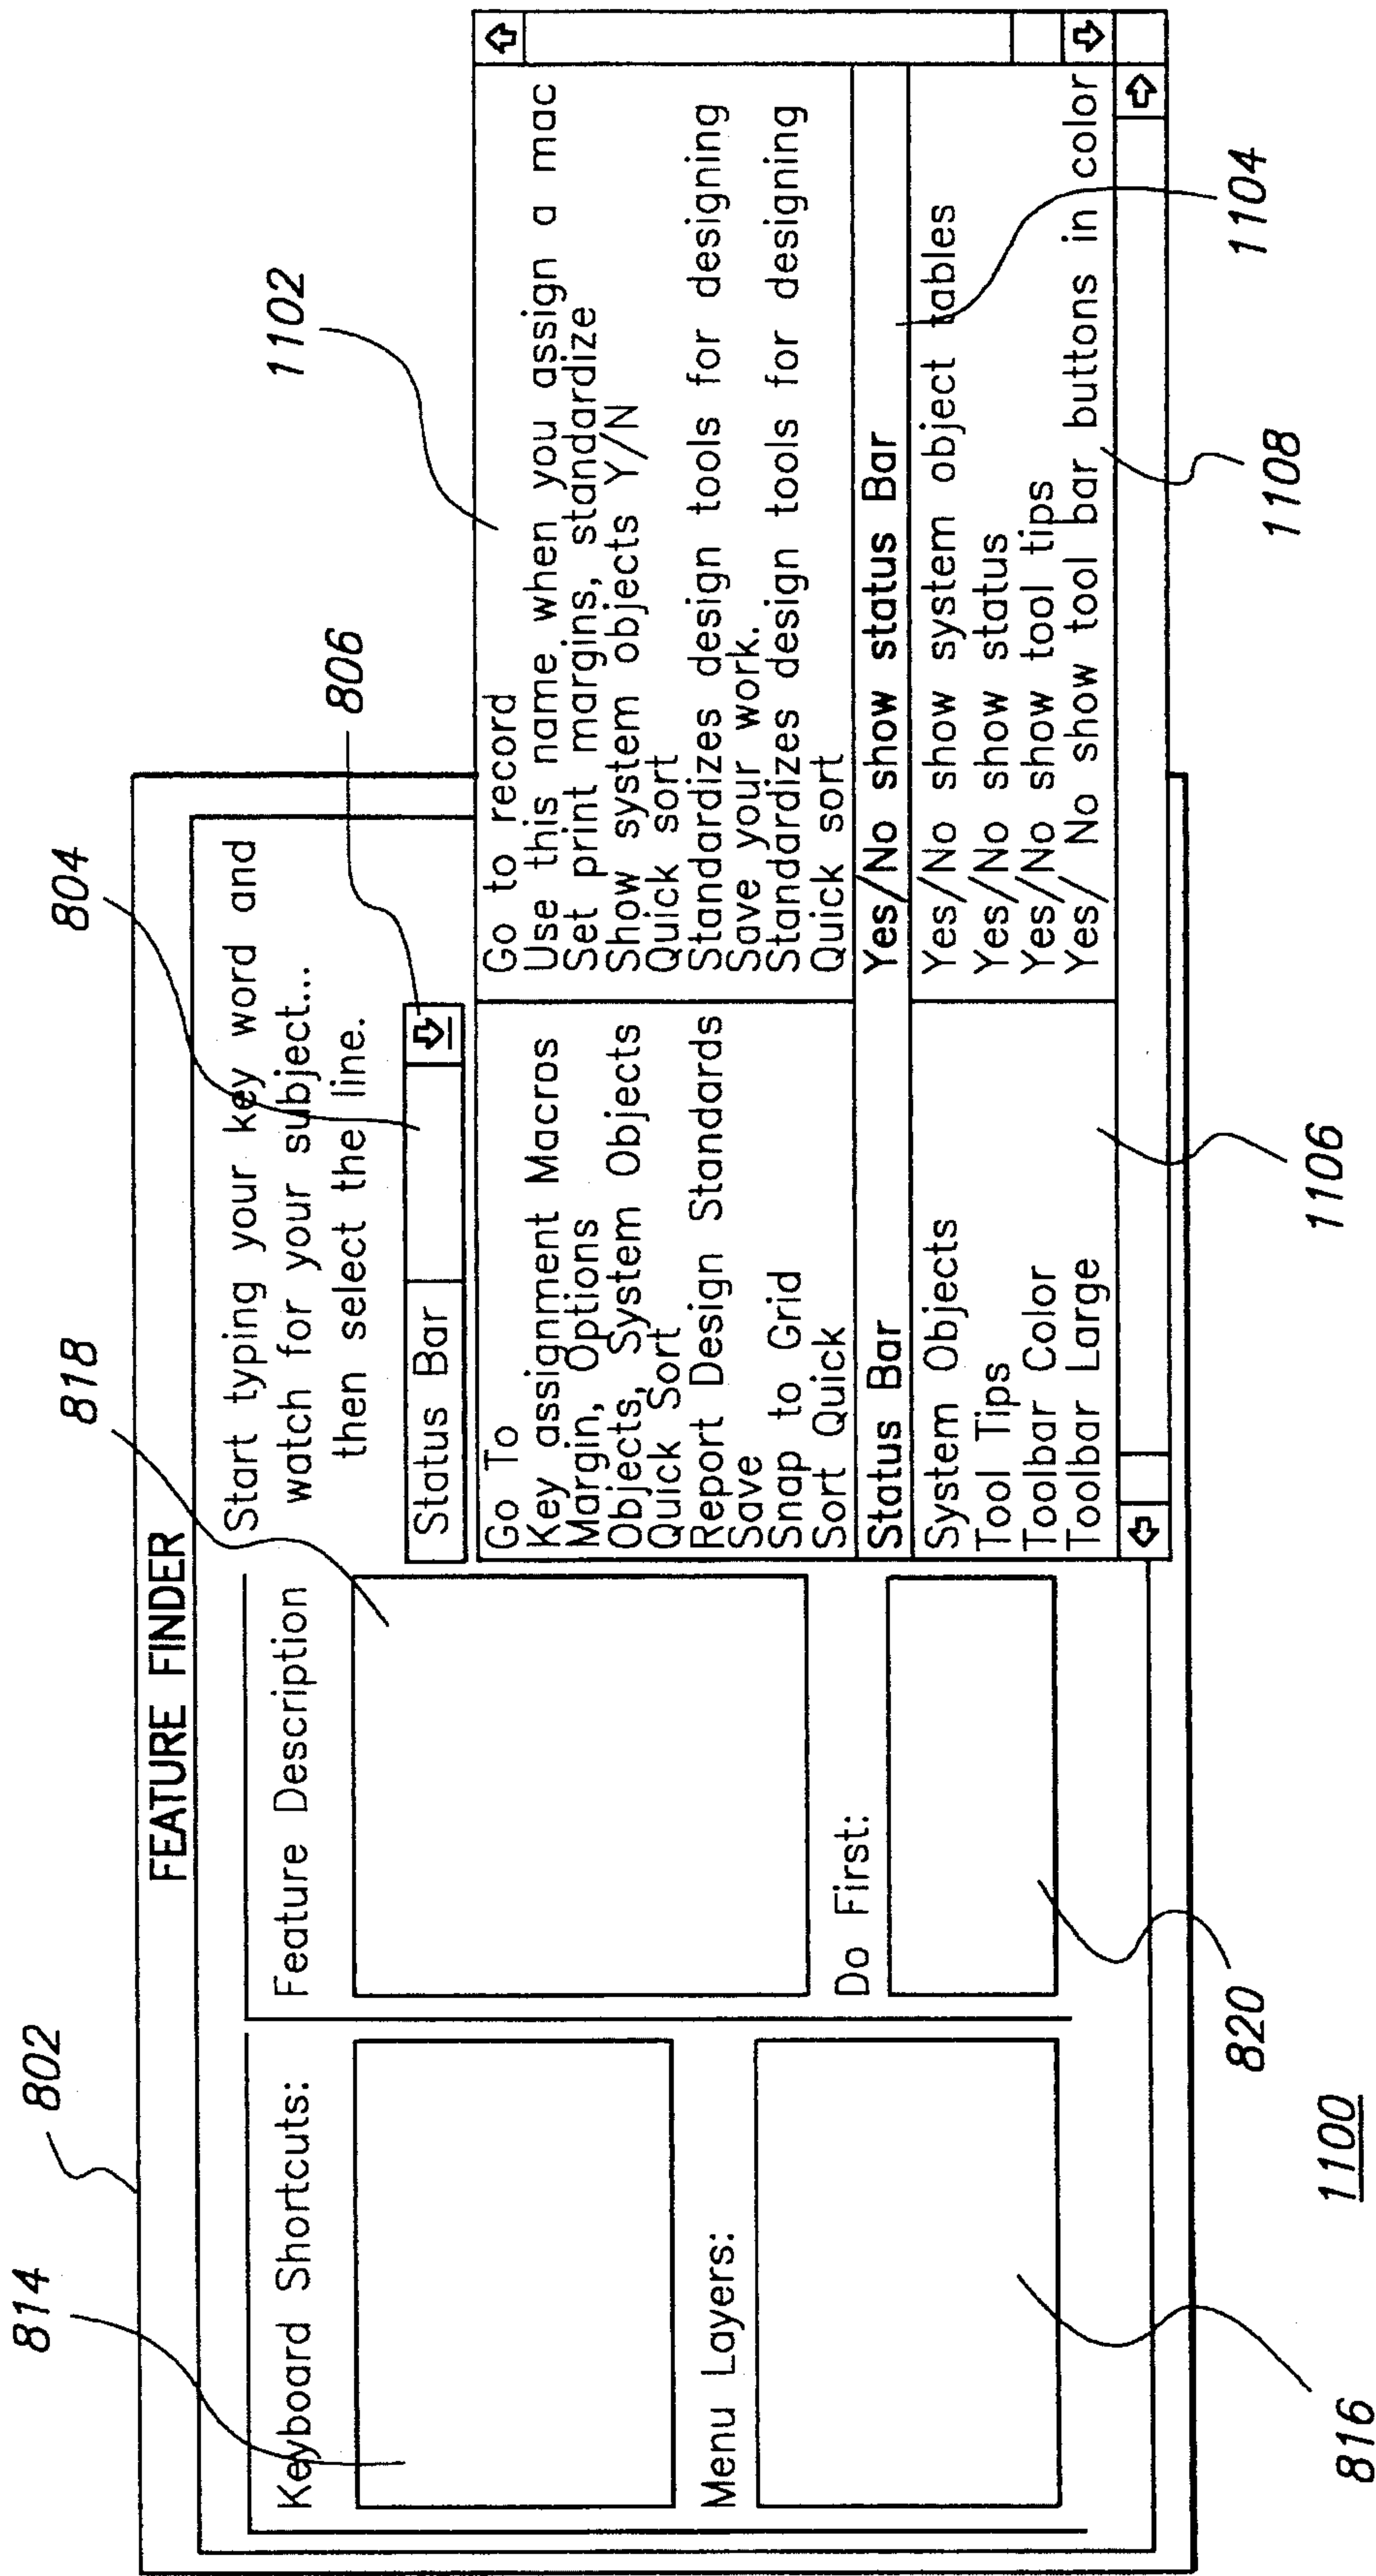 802
814
818
804
806
1102
FEATURE FINDER
Keyboard Shortcuts:
Menu Layers:
Feature Description
Do First:
Start typing your key word and
watch for your subject...
then select the line.
Status Bar
Go To Go to record
Key assignment Macros Use this name when you assign a mac
Margin, Options Set print margins, standardize
Objects, System Objects Show system objects Y/N
Quick Sort Quick sort
Report Design Standards Standardizes design tools for designing
Save Save your work.
Snap to Grid Standardizes design tools for designing
Sort Quick Quick sort
Status Bar Yes/No show status Bar
System Objects Yes/No show system object tables
Tool Tips Yes/No show status
Toolbar Color Yes/No show tool tips
Toolbar Large Yes/ No show tool bar buttons in color
816
820
1106
1108
1104
1100